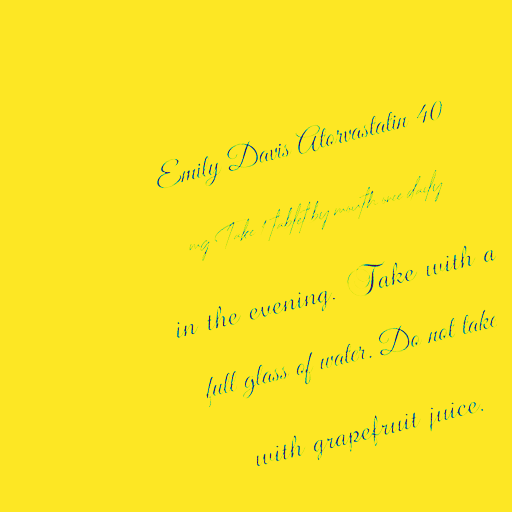 Emily Davis Atorvastatin 40
mg Take 1 tablet by mouth once daily
in the evening. Take with a
full glass of water. Do not take
with grapefruit juice.